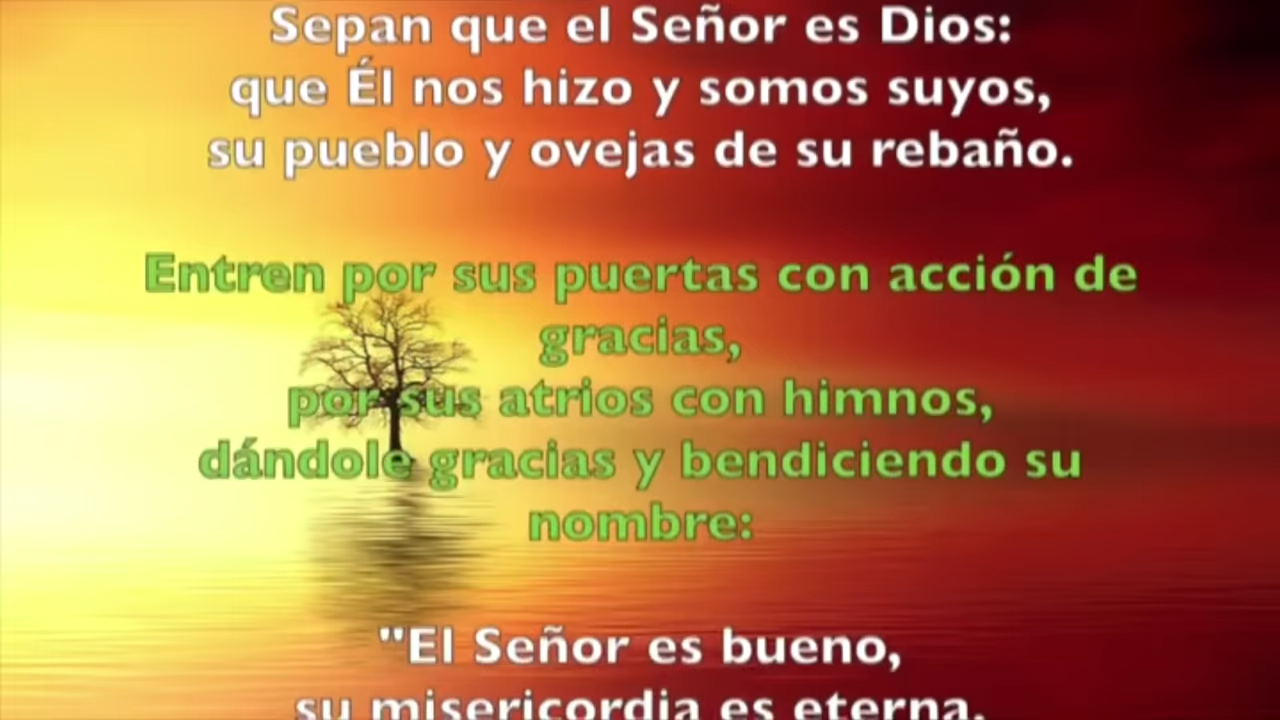 Sepan que el Señor es Dios:
que Él nos hizo y somos suyos,
su pueblo y ovejas de su rebaño.
Entren por sus puertas con acción de
gracias,
por sus atrios con himnos,
dándole gracias y bendiciendo su
nombre:
"El Señor es bueno,
su misericordia es eterna,